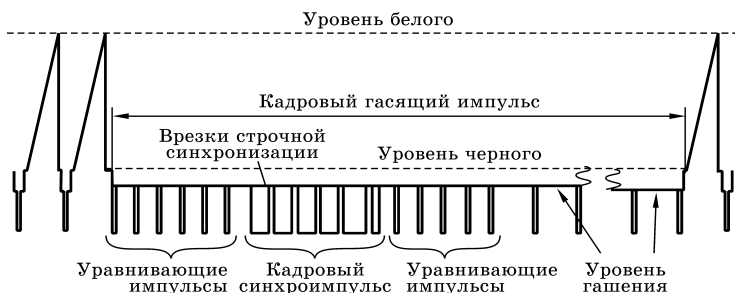 Уровень белого
Кадровый гасящий импульс
Врезки строчной
синхронизации
Уровень черного
Уравнивающие
импульсы
Кадровый
синхроимпульс
Уравнивающие
импульсы
Уровень
гашения